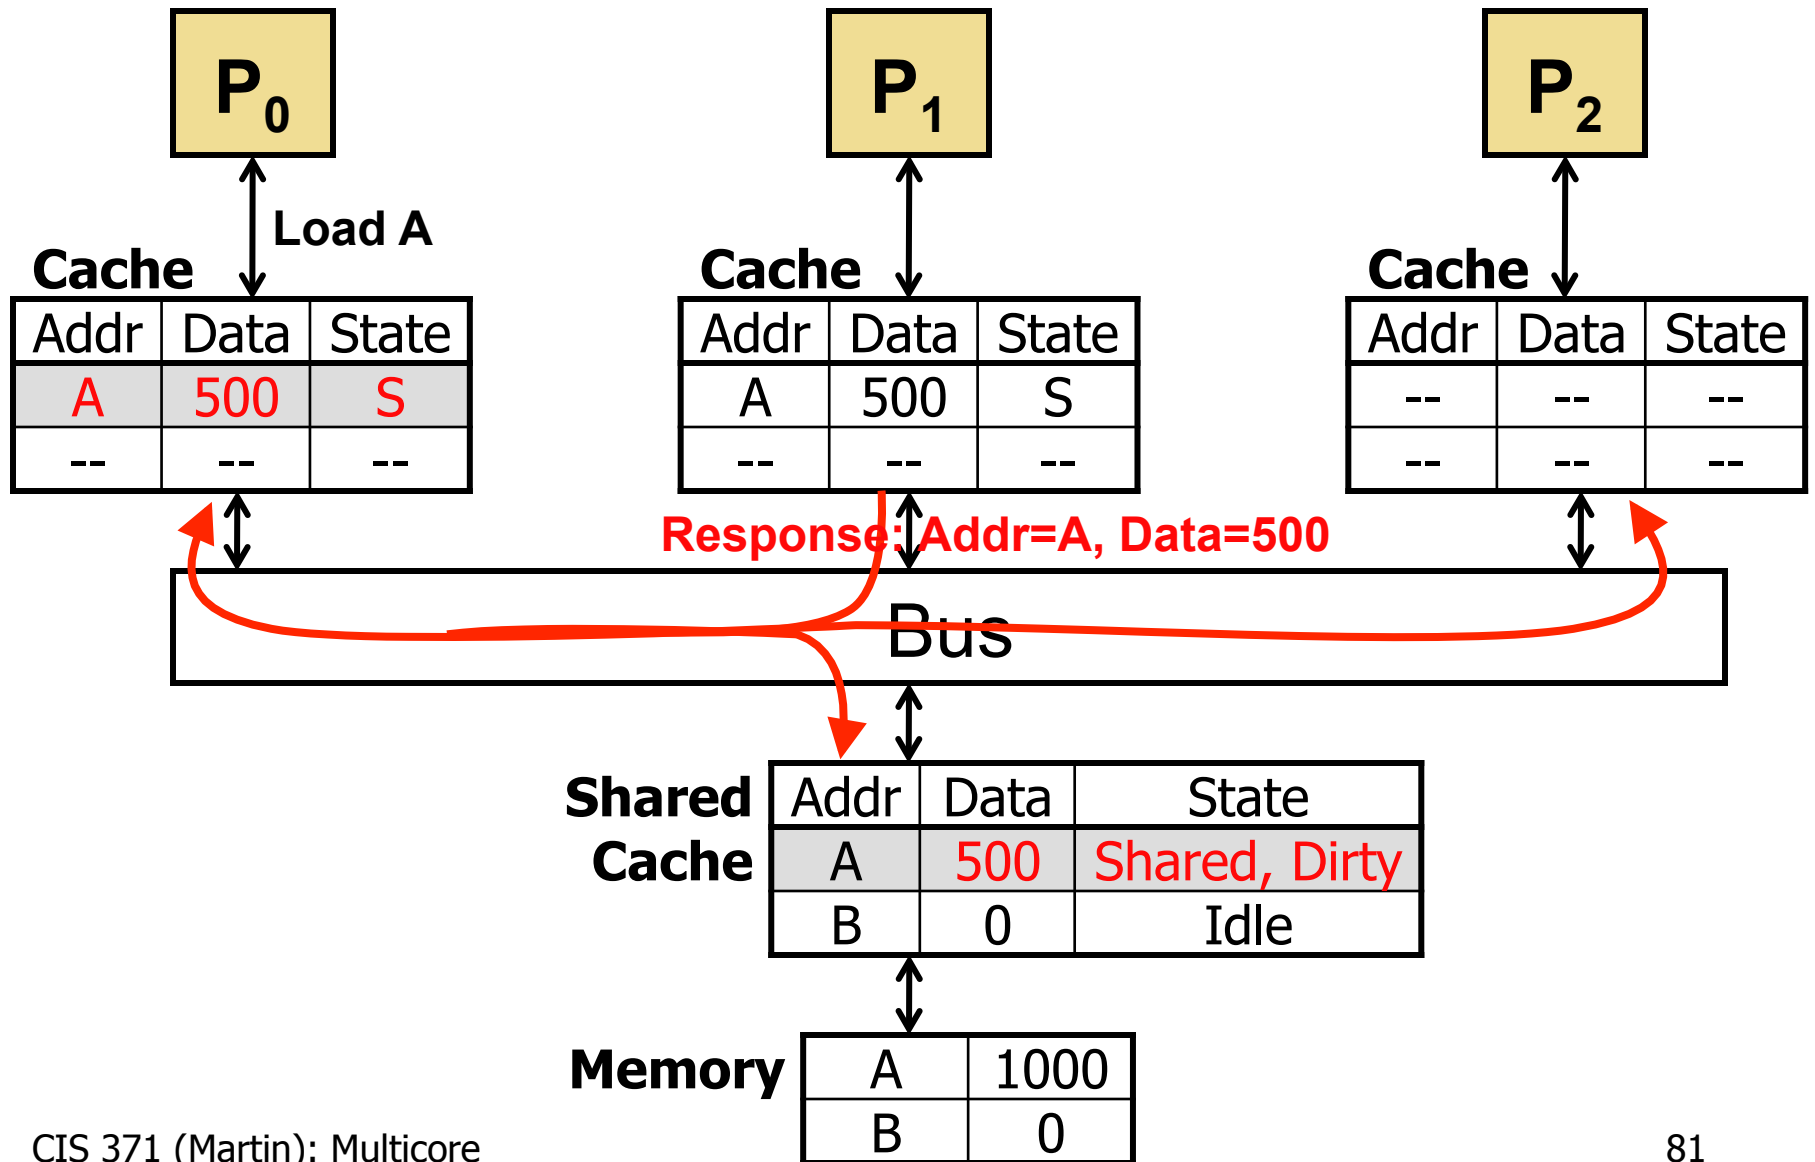 P0 P1 P2
Load A
Cache Cache Cache
Addr Data State Addr Data State Addr Data State
A 500 S A 500 S -- -- --
-- -- -- -- -- -- -- -- --
Response: Addr=A, Data=500
Bus
Shared Addr Data State
Cache A 500 Shared, Dirty
B 0 Idle
Memory A 1000
B 0
CIS 371 (Martin): Multicore 81